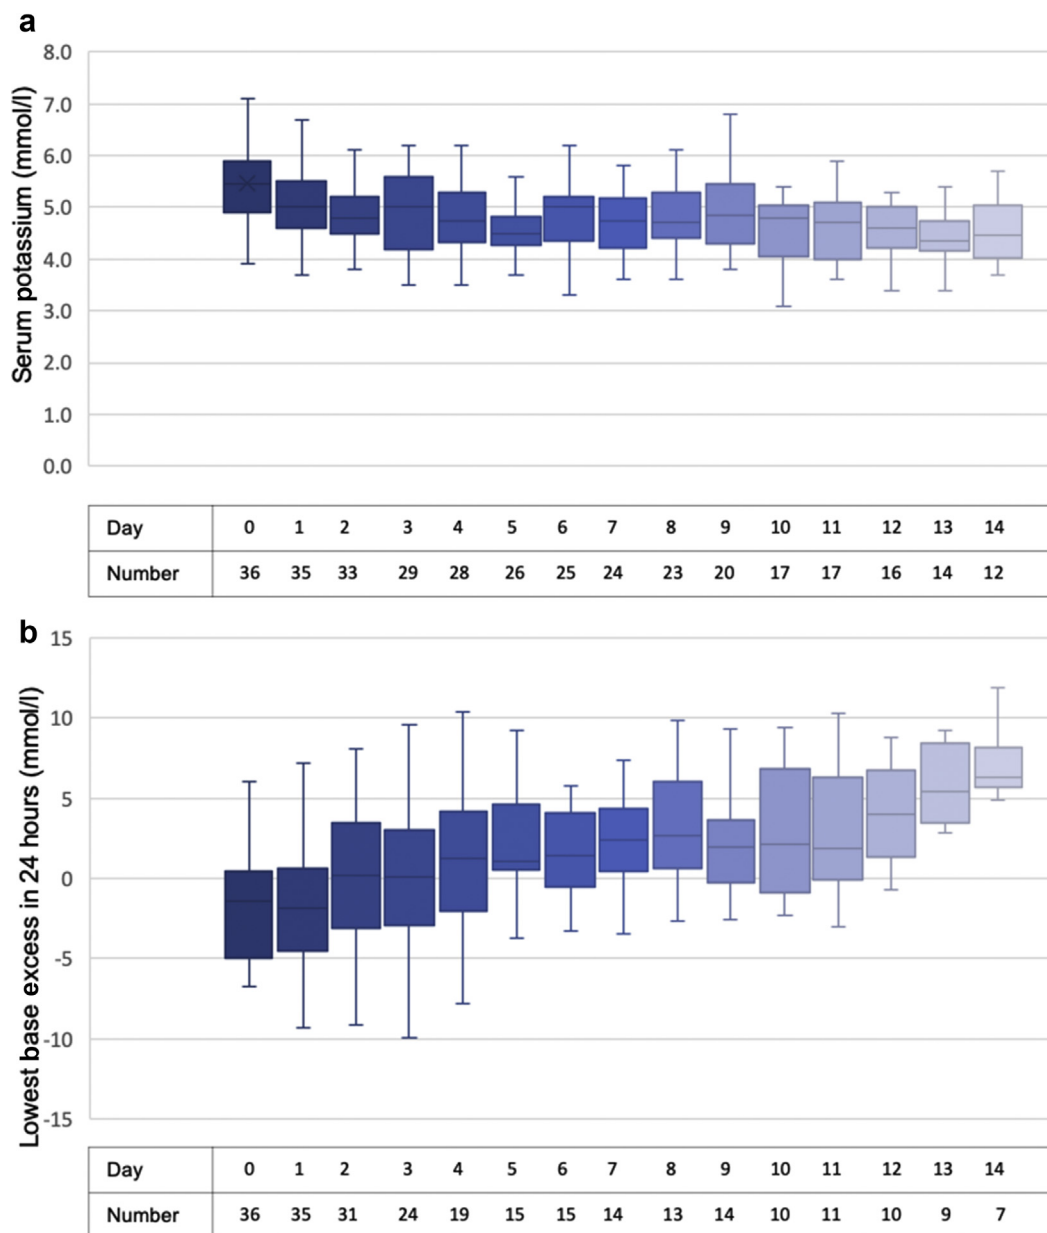 a
Serum potassium (mmol/l)
8.0
7.0
6.0
5.0
4.0
3.0
2.0
1.0
0.0
Day 0 1 2 3 4 5 6 7 8 9 10 11 12 13 14
Number 36 35 33 29 28 26 25 24 23 20 17 17 16 14 12
b
Lowest base excess in 24 hours (mmol/l)
15
10
5
0
-5
-10
-15
Day 0 1 2 3 4 5 6 7 8 9 10 11 12 13 14
Number 36 35 31 24 19 15 15 14 13 14 10 11 10 9 7